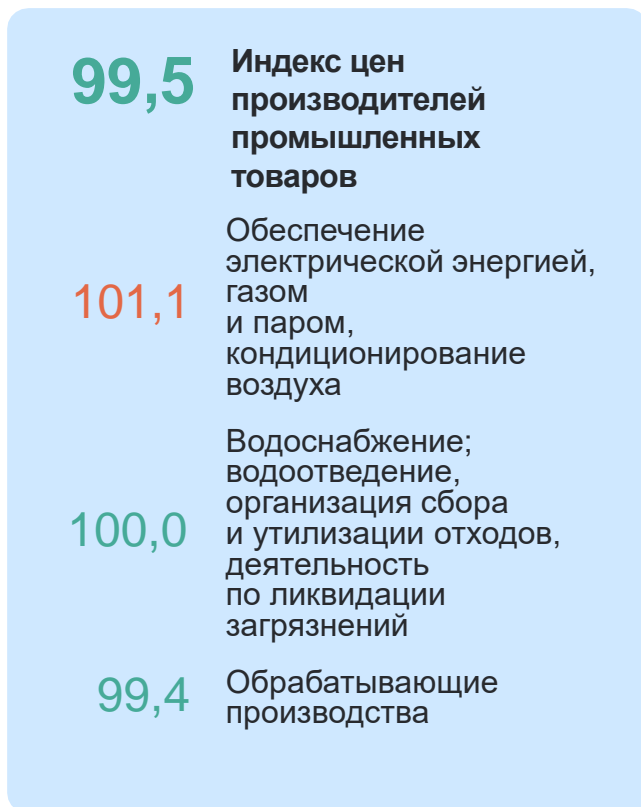 99,5
Индекс цен
производителей
промышленных
товаров
101,1
Обеспечение
электрической энергией,
газом
и паром,
кондиционирование
воздуха
100,0
Водоснабжение;
водоотведение,
организация сбора
и утилизации отходов,
деятельность
по ликвидации
загрязнений
99,4
Обрабатывающие
производства